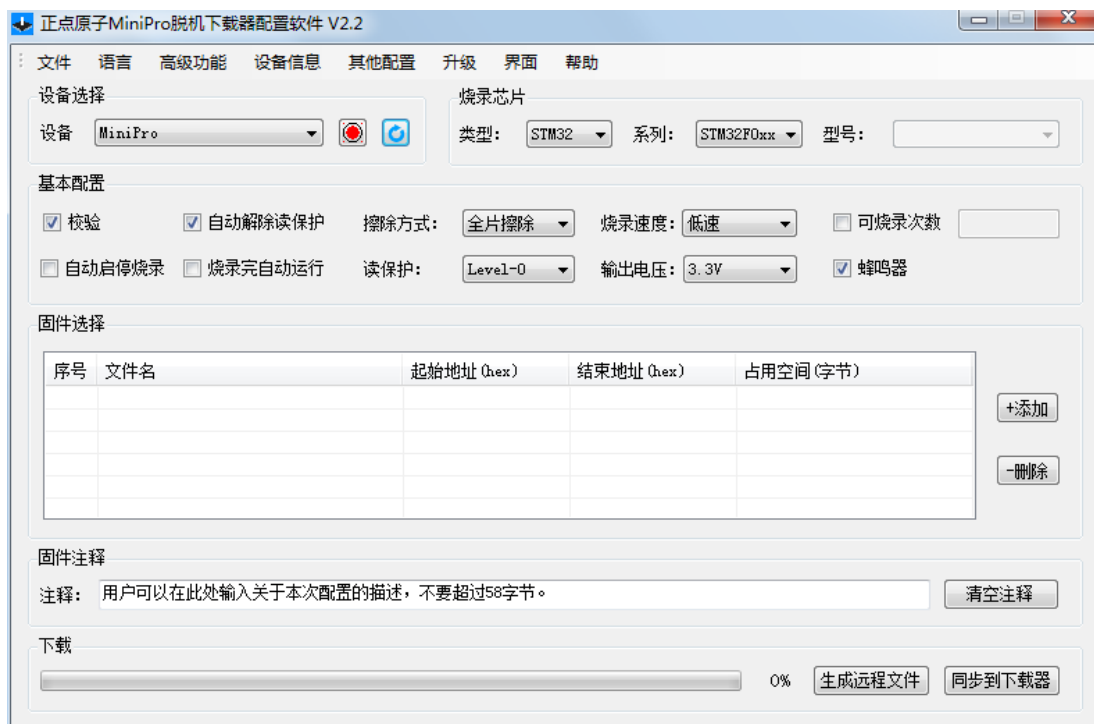 正点原子MiniPro脱机下载器配置软件 V2.2
文件 语言 高级功能 设备信息 其他配置 升级 界面 帮助
设备选择 烧录芯片
设备 MiniPro 类型: STM32 系列: STM32F0xx 型号:
基本配置
校验 自动解除读保护 擦除方式: 全片擦除 烧录速度: 低速 可烧录次数
自动启停烧录 烧录完自动运行 读保护: Level-0 输出电压: 3.3V 蜂鸣器
固件选择
序号 文件名 起始地址(hex) 结束地址(hex) 占用空间(字节)
+添加
-删除
固件注释
注释: 用户可以在此处输入关于本次配置的描述，不要超过58字节。 清空注释
下载
0% 生成远程文件 同步到下载器